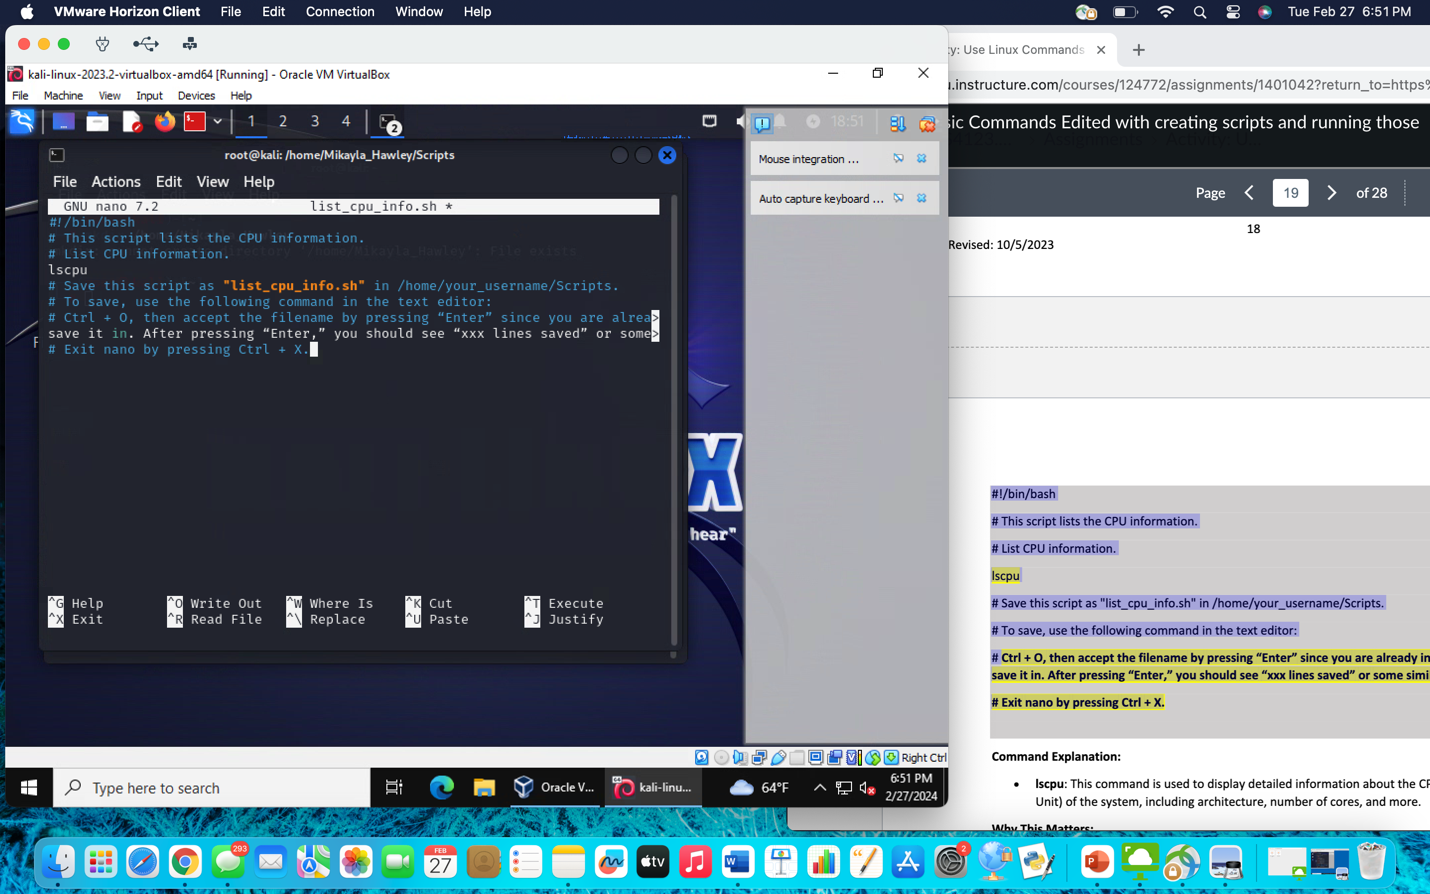 VMware Horizon Client File Edit Connection Window Help
Tue Feb 27 6:51 PM
kali-linux-2023.2-virtualbox-amd64 [Running] - Oracle VM VirtualBox
File Machine View Input Devices Help
1 2 3 4
2
18:51
root@kali: /home/Mikayla_Hawley/Scripts
File Actions Edit View Help
GNU nano 7.2 list_cpu_info.sh *
#!/bin/bash
# This script lists the CPU information.
# List CPU information.
lscpu
# Save this script as "list_cpu_info.sh" in /home/your_username/Scripts.
# To save, use the following command in the text editor:
# Ctrl + O, then accept the filename by pressing “Enter” since you are alrea>
save it in. After pressing “Enter,” you should see “xxx lines saved” or some>
# Exit nano by pressing Ctrl + X.
^G Help ^O Write Out ^W Where Is ^K Cut ^T Execute
^X Exit ^R Read File ^\ Replace ^U Paste ^J Justify
Mouse integration ...
Auto capture keyboard ...
X
hear"
Right Ctrl
Type here to search
Oracle V...
kali-linu...
64°F
6:51 PM
2/27/2024
y: Use Linux Commands
.instructure.com/courses/124772/assignments/1401042?return_to=https%
ic Commands Edited with creating scripts and running those
Page 19 of 28
18
Revised: 10/5/2023
#!/bin/bash
# This script lists the CPU information.
# List CPU information.
lscpu
# Save this script as "list_cpu_info.sh" in /home/your_username/Scripts.
# To save, use the following command in the text editor:
# Ctrl + O, then accept the filename by pressing “Enter” since you are already in
save it in. After pressing “Enter,” you should see “xxx lines saved” or some simi
# Exit nano by pressing Ctrl + X.
Command Explanation:
• lscpu: This command is used to display detailed information about the CP
Unit) of the system, including architecture, number of cores, and more.
Why This Matters:
293
FEB
27
tv
2